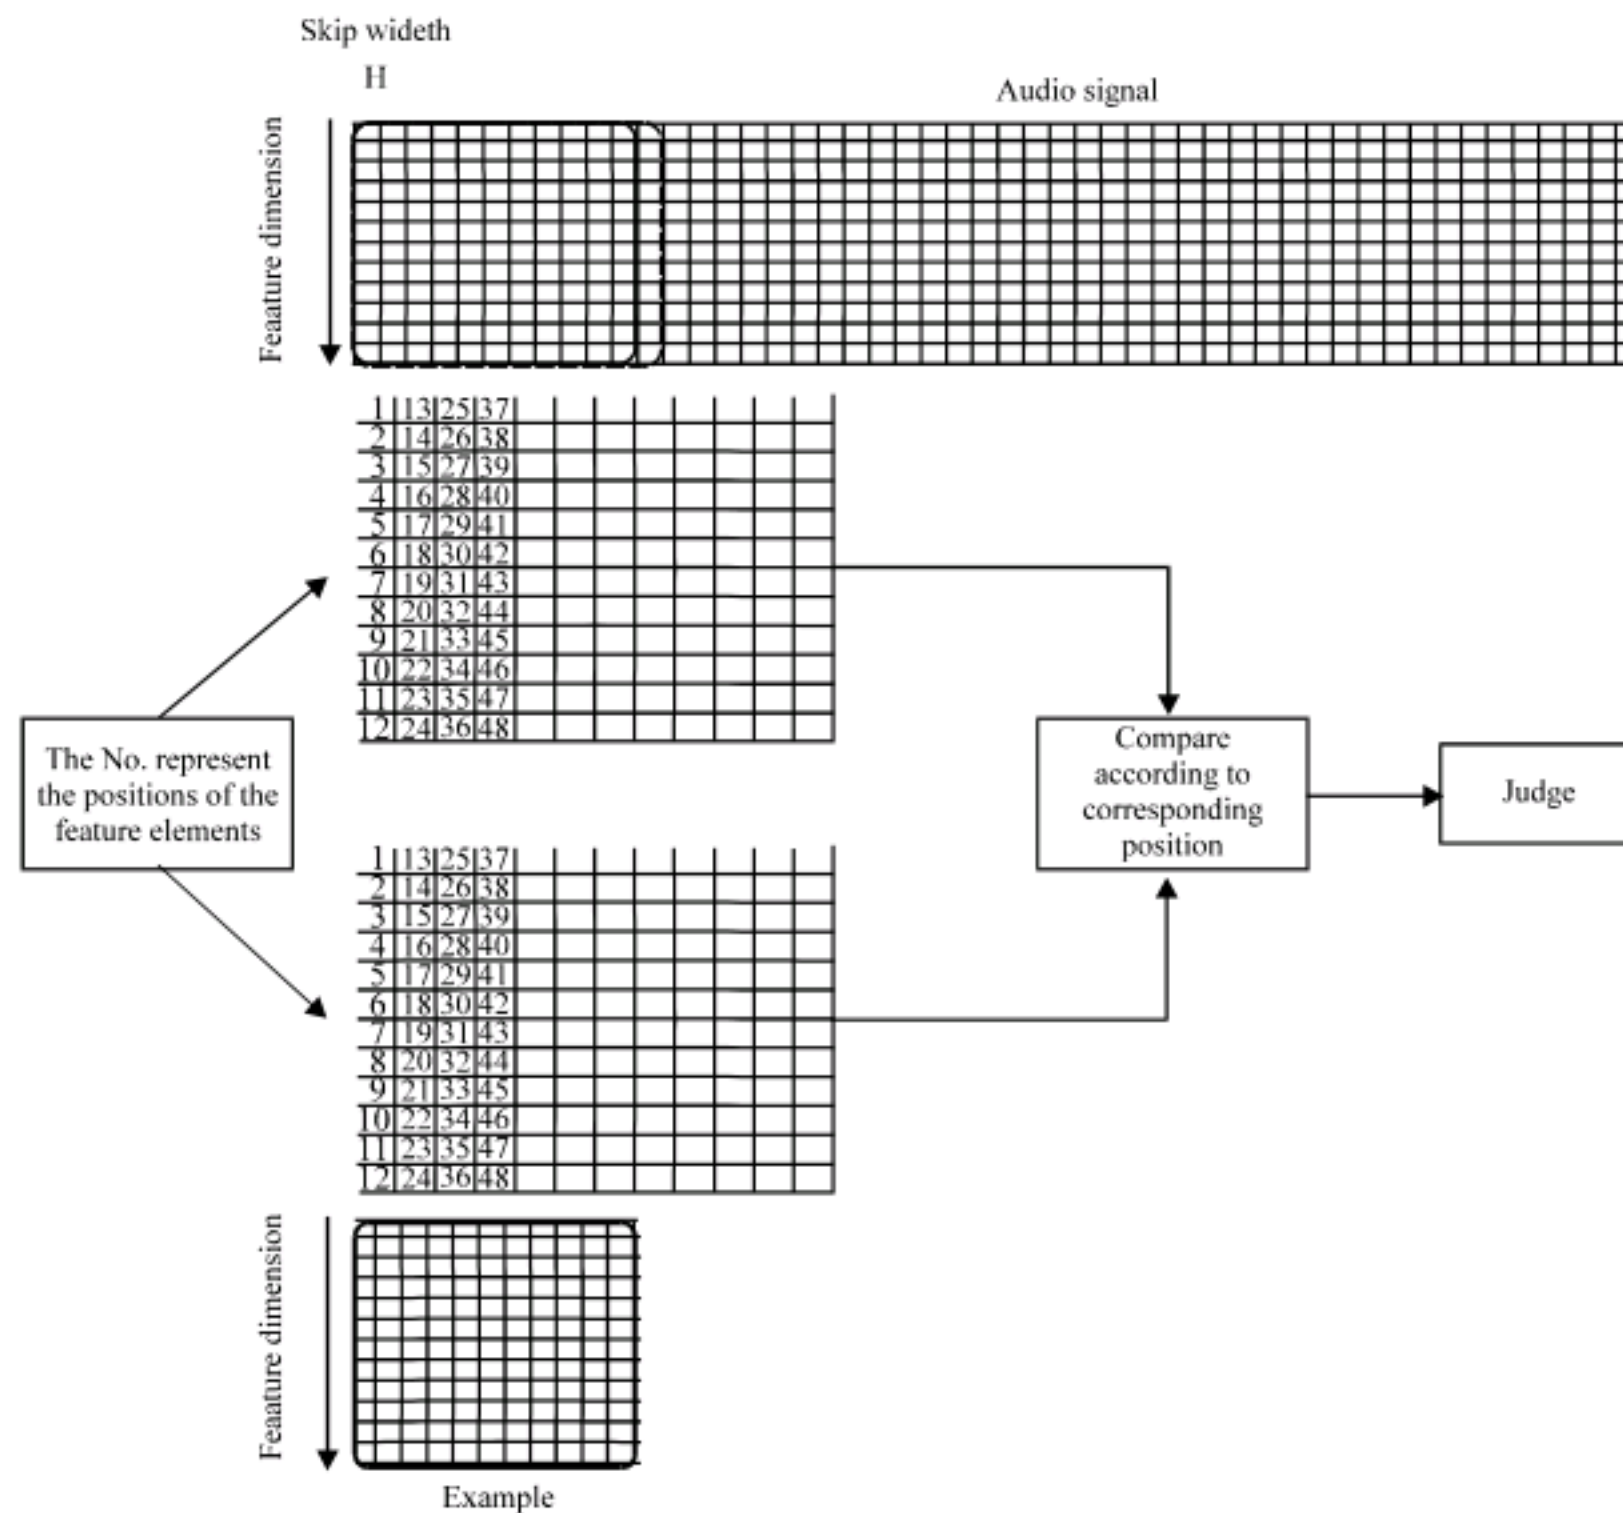 Skip wideth
H
Audio signal
Feaature dimension
1 13 25 37
2 14 26 38
3 15 27 39
4 16 28 40
5 17 29 41
6 18 30 42
7 19 31 43
8 20 32 44
9 21 33 45
10 22 34 46
11 23 35 47
12 24 36 48
The No. represent
the positions of the
feature elements
Compare
according to
corresponding
position
Judge
1 13 25 37
2 14 26 38
3 15 27 39
4 16 28 40
5 17 29 41
6 18 30 42
7 19 31 43
8 20 32 44
9 21 33 45
10 22 34 46
11 23 35 47
12 24 36 48
Feaature dimension
Example